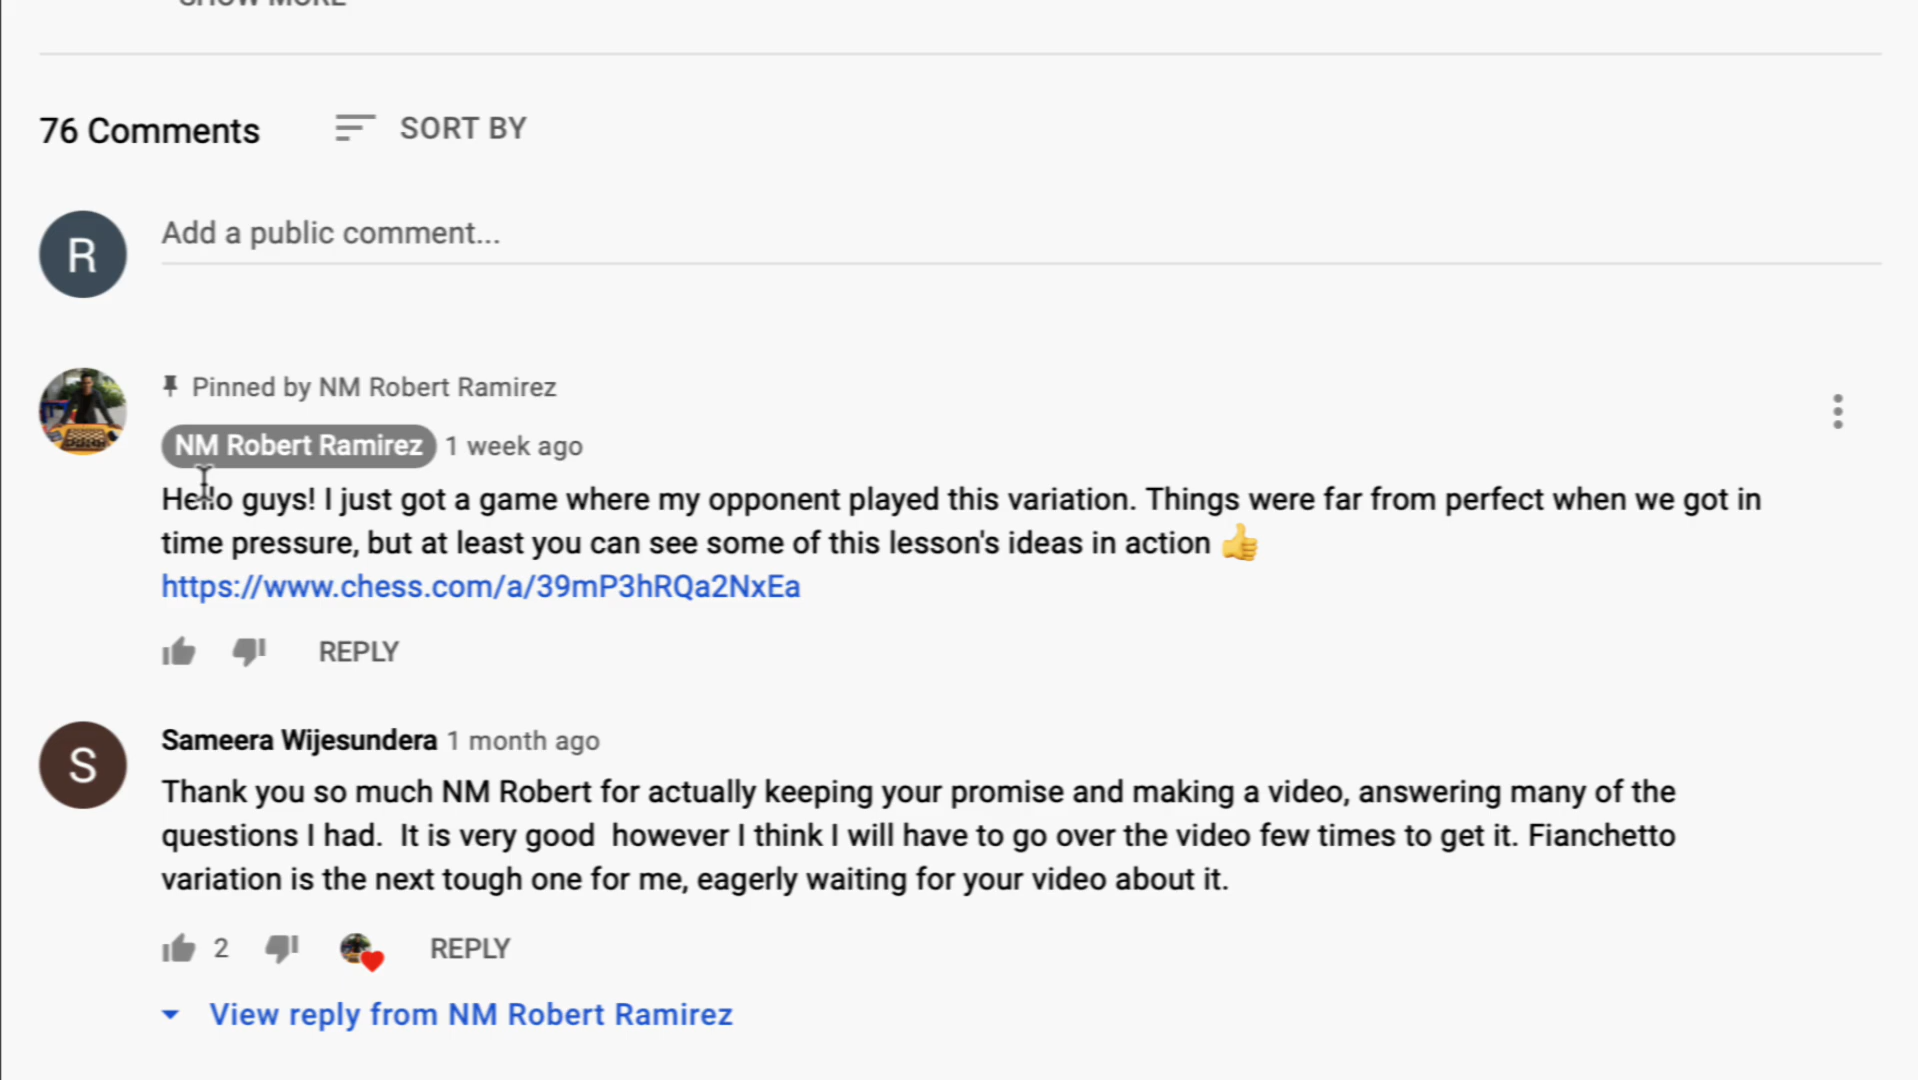 SHOW MORE
76 Comments
SORT BY
R
Add a public comment...
Pinned by NM Robert Ramirez
NM Robert Ramirez 1 week ago
Hello guys! I just got a game where my opponent played this variation. Things were far from perfect when we got in
time pressure, but at least you can see some of this lesson's ideas in action 👍
https://www.chess.com/a/39mP3hRQa2NxEa
REPLY
S
Sameera Wijesundera 1 month ago
Thank you so much NM Robert for actually keeping your promise and making a video, answering many of the
questions I had.  It is very good  however I think I will have to go over the video few times to get it. Fianchetto
variation is the next tough one for me, eagerly waiting for your video about it.
2
REPLY
View reply from NM Robert Ramirez